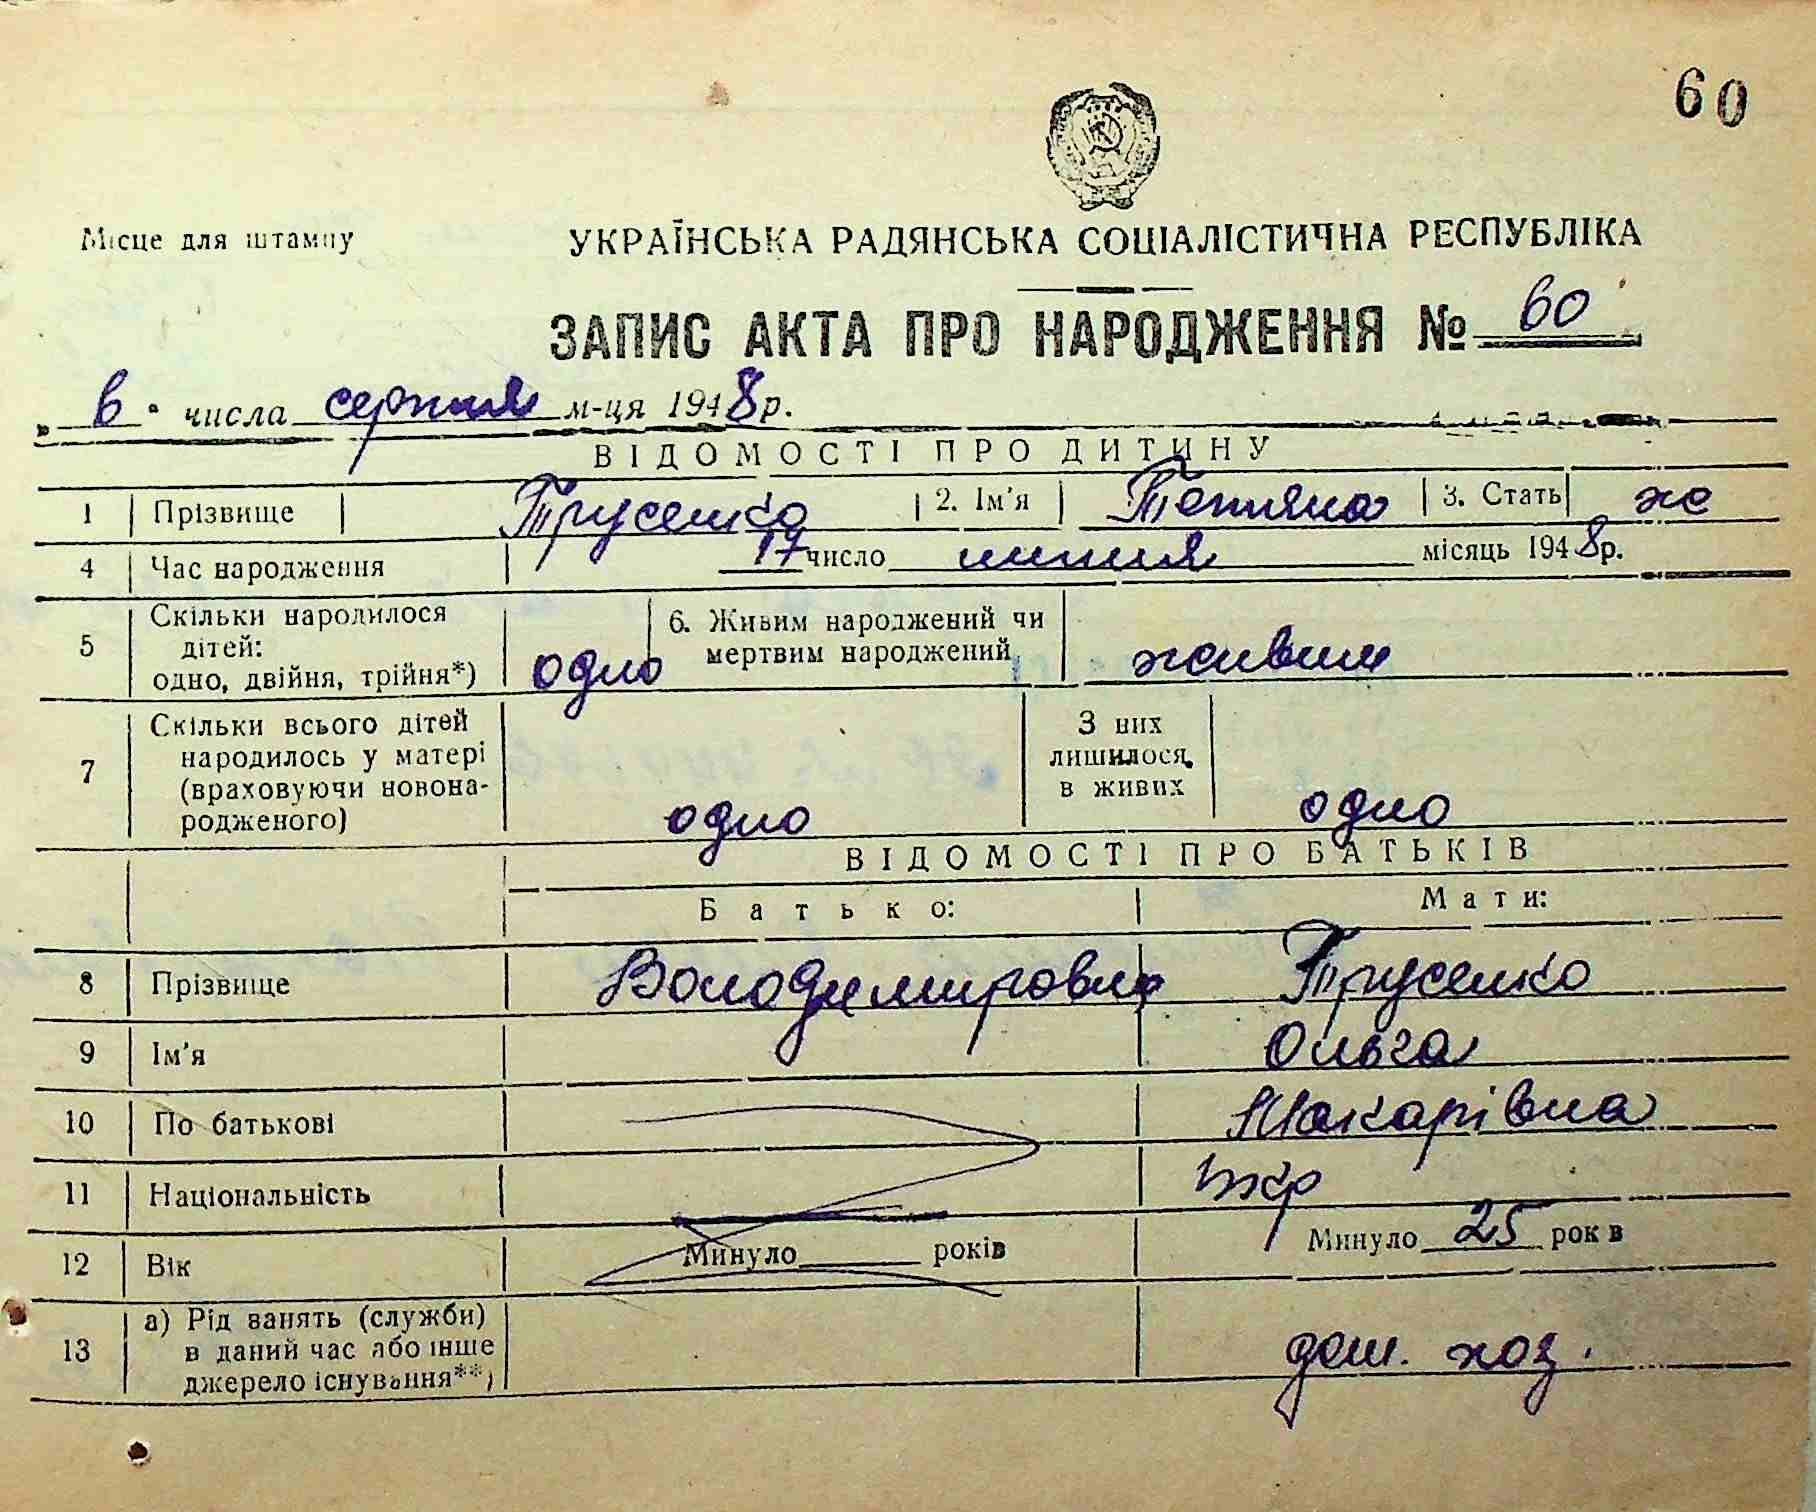 60
Місце для штампу
УКРАЇНСЬКА РАДЯНСЬКА СОЦІАЛІСТИЧНА РЕСПУБЛІКА
ЗАПИС АКТА ПРО НАРОДЖЕННЯ № 60
„ 6 " числа серпня м-ця 1948 р.
ВІДОМОСТІ ПРО ДИТИНУ
1 Прізвище Трусенко 2. Ім'я Тетяна 3. Стать ж
4 Час народження 17 число липня місяць 1948 р.
5 Скільки народилося дітей: одно, двійня, трійня*) одно 6. Живим народжений чи мертвим народжений живим
7 Скільки всього дітей народилось у матері (враховуючи новонародженого) одно З них лишилося в живих одно
ВІДОМОСТІ ПРО БАТЬКІВ
Батько: Мати:
8 Прізвище Володимировна Трусенко
9 Ім'я Ольга
10 По батькові Макарівна
11 Національність Укр
12 Вік Минуло років Минуло 25 років
13 а) Рід занять (служби) в даний час або інше джерело існування**) дом. хоз.